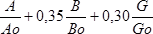 A/Ao + 0,35 B/Bo + 0,30 G/Go